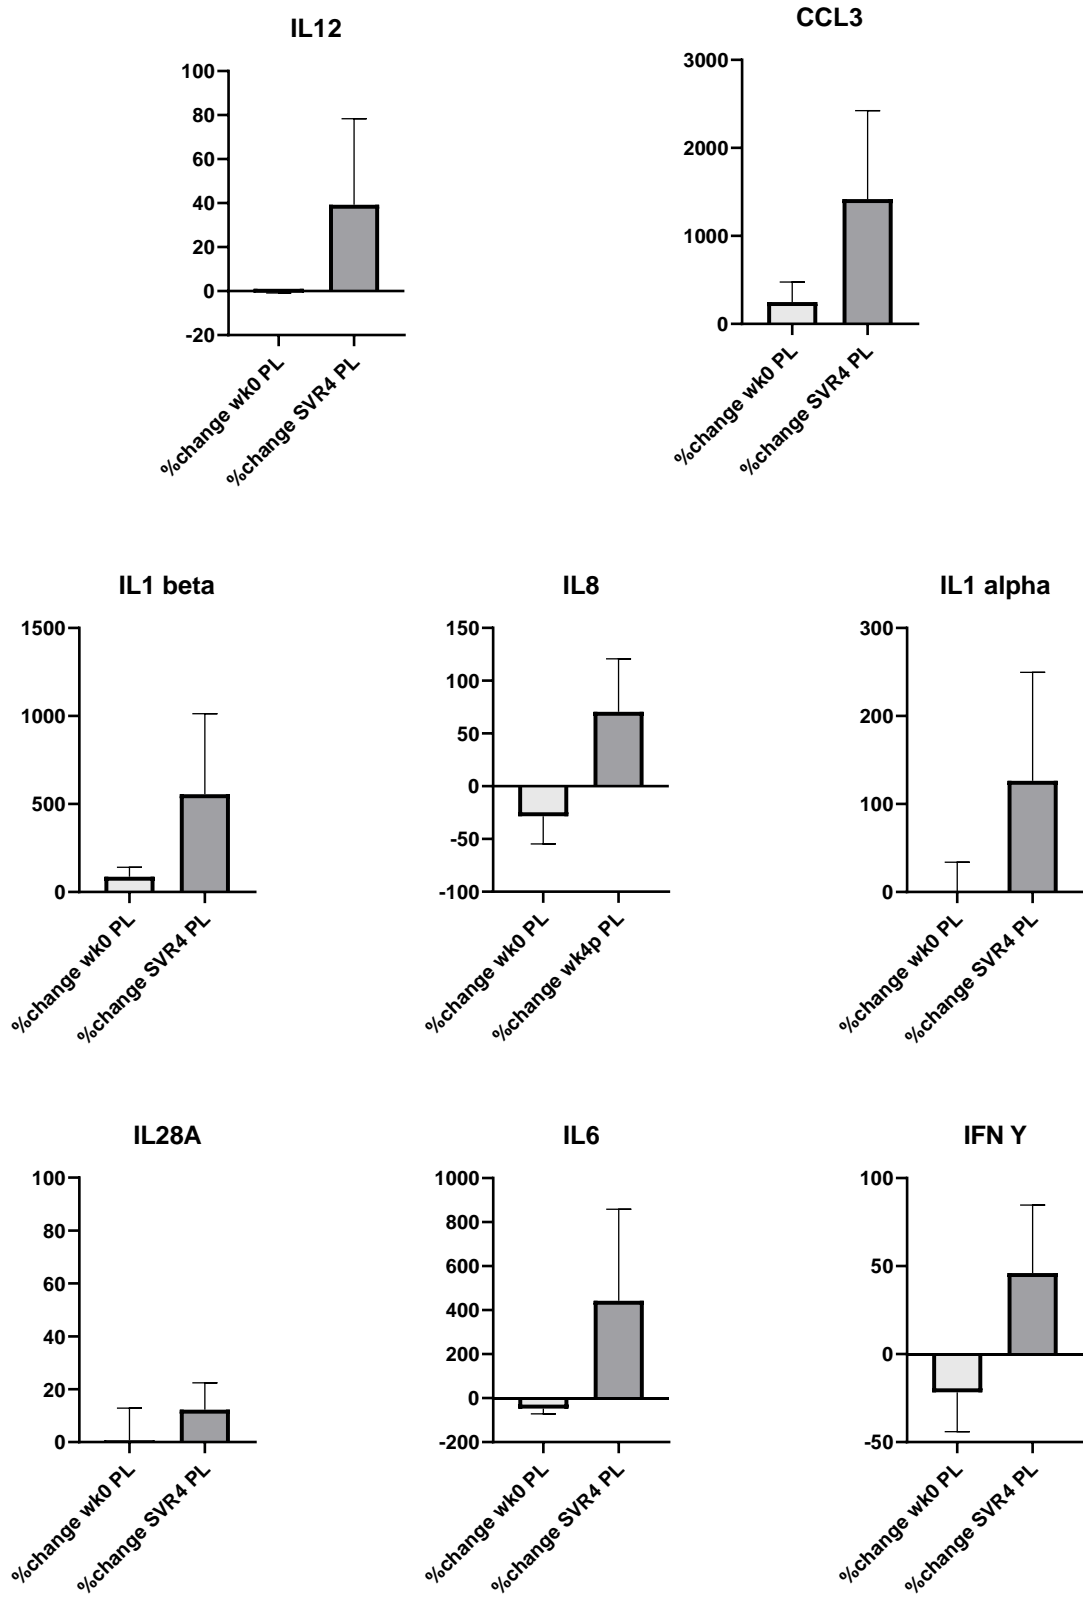 IL12
100
80
60
40
20
0
-20
%change wk0 PL
%change SVR4 PL
CCL3
3000
2000
1000
0
%change wk0 PL
%change SVR4 PL
IL1 beta
1500
1000
500
0
%change wk0 PL
%change SVR4 PL
IL8
150
100
50
0
-50
-100
%change wk0 PL
%change wk4p PL
IL1 alpha
300
200
100
0
%change wk0 PL
%change SVR4 PL
IL28A
100
80
60
40
20
0
%change wk0 PL
%change SVR4 PL
IL6
1000
800
600
400
200
0
-200
%change wk0 PL
%change SVR4 PL
IFN Y
100
50
0
-50
%change wk0 PL
%change SVR4 PL